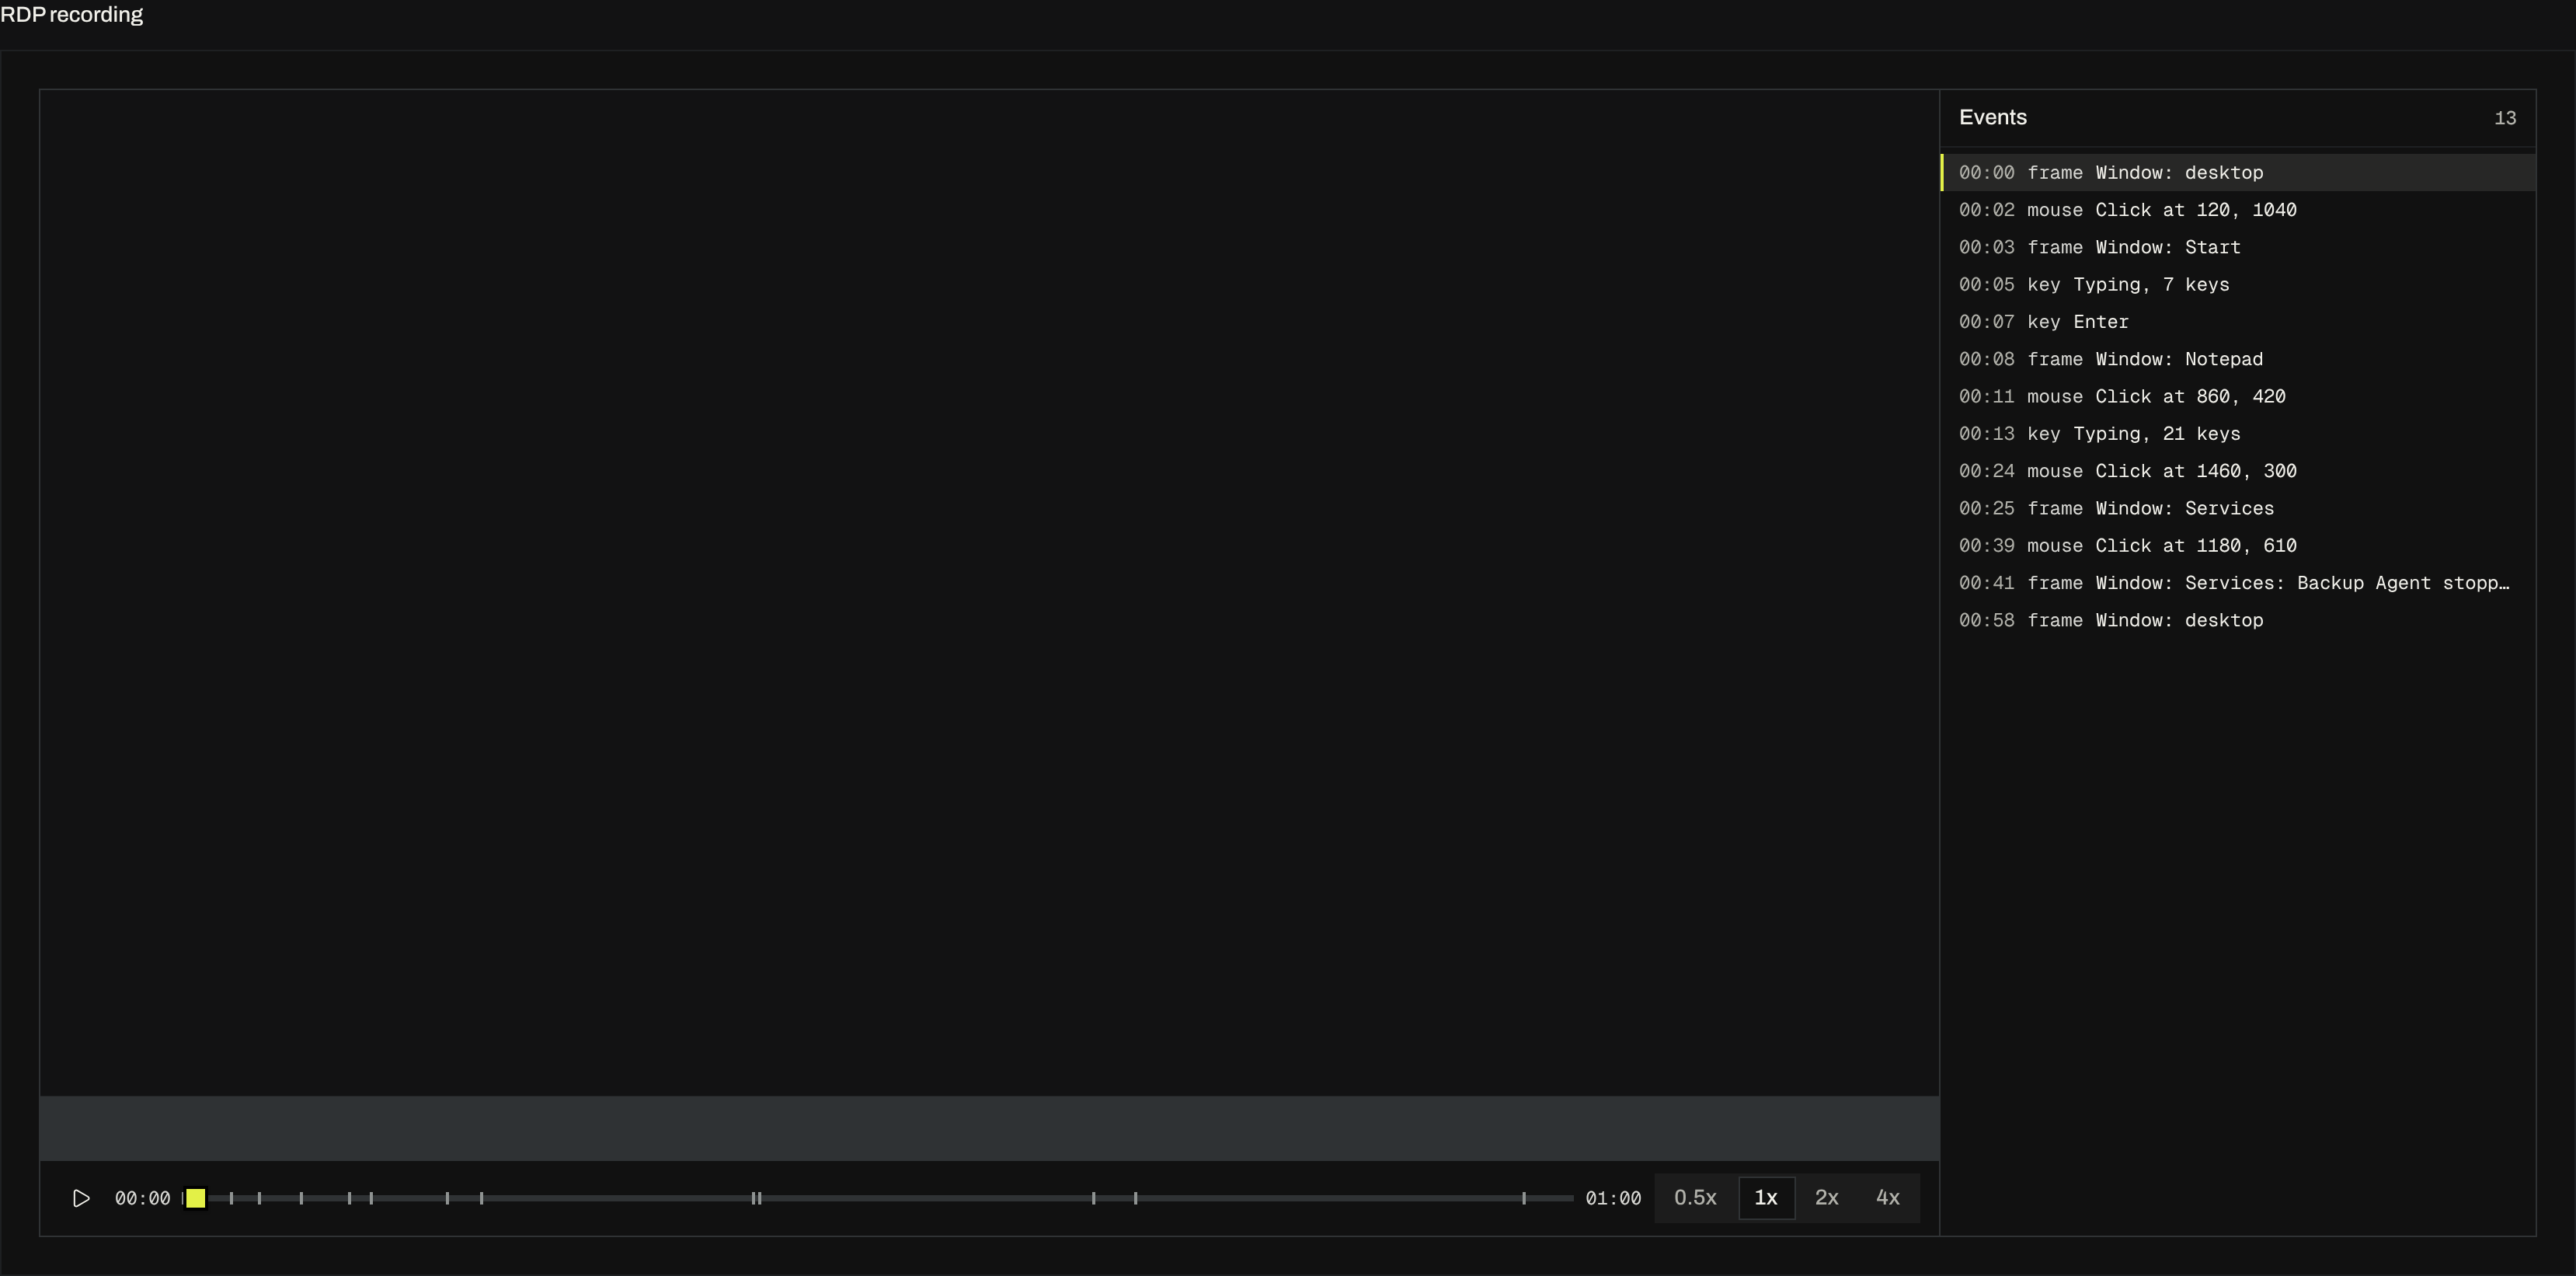 RDP recording
Events 13
00:00 frame Window: desktop
00:02 mouse Click at 120, 1040
00:03 frame Window: Start
00:05 key Typing, 7 keys
00:07 key Enter
00:08 frame Window: Notepad
00:11 mouse Click at 860, 420
00:13 key Typing, 21 keys
00:24 mouse Click at 1460, 300
00:25 frame Window: Services
00:39 mouse Click at 1180, 610
00:41 frame Window: Services: Backup Agent stopp…
00:58 frame Window: desktop
00:00 01:00 0.5x 1x 2x 4x